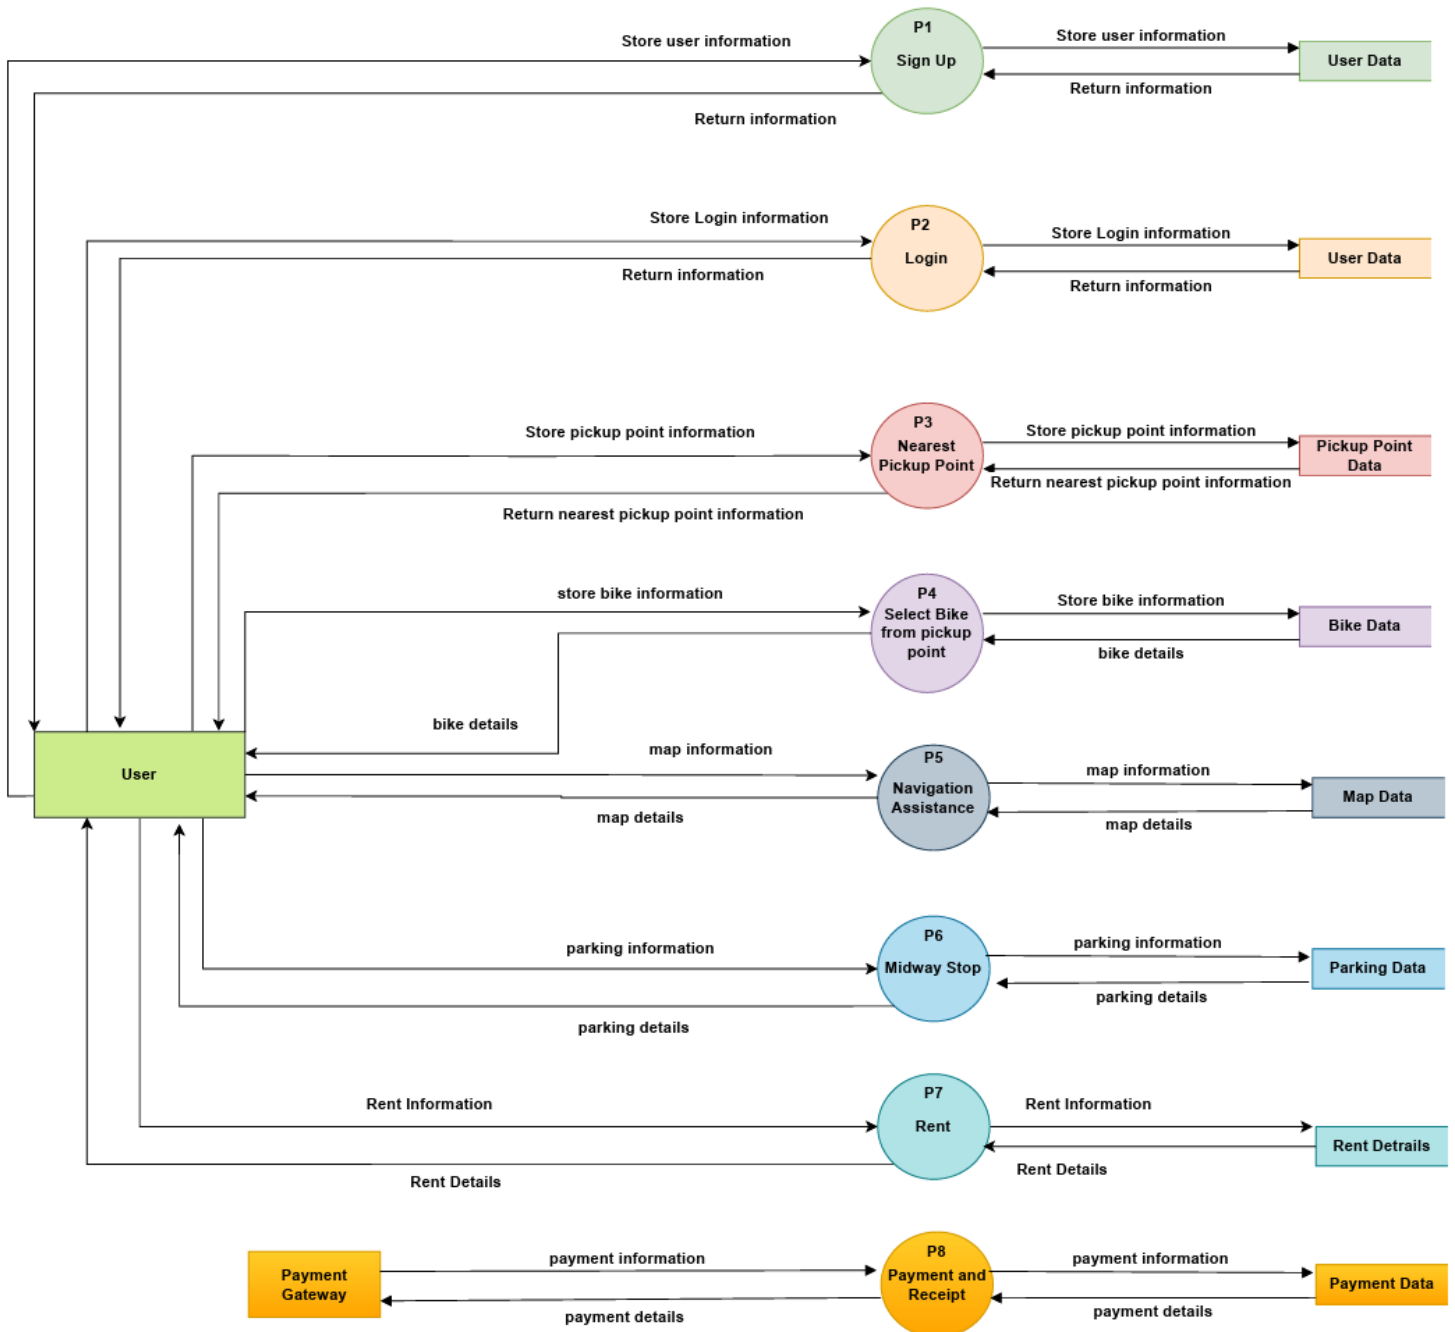 P1
Store user information
Store user information
Sign Up
User Data
Return information
Return information
P2
Store Login information
Store Login information
Login
User Data
Return information
Return information
P3
Store pickup point information
Store pickup point information
Nearest
Pickup Point
Pickup Point
Data
Return nearest pickup point information
Return nearest pickup point information
P4
store bike information
Store bike information
Select Bike
from pickup
point
Bike Data
bike details
bike details
User
P5
map information
map information
Navigation
Assistance
Map Data
map details
map details
P6
parking information
parking information
Midway Stop
Parking Data
parking details
parking details
P7
Rent Information
Rent Information
Rent
Rent Detrails
Rent Details
Rent Details
P8
payment information
payment information
Payment
Gateway
Payment and
Receipt
Payment Data
payment details
payment details